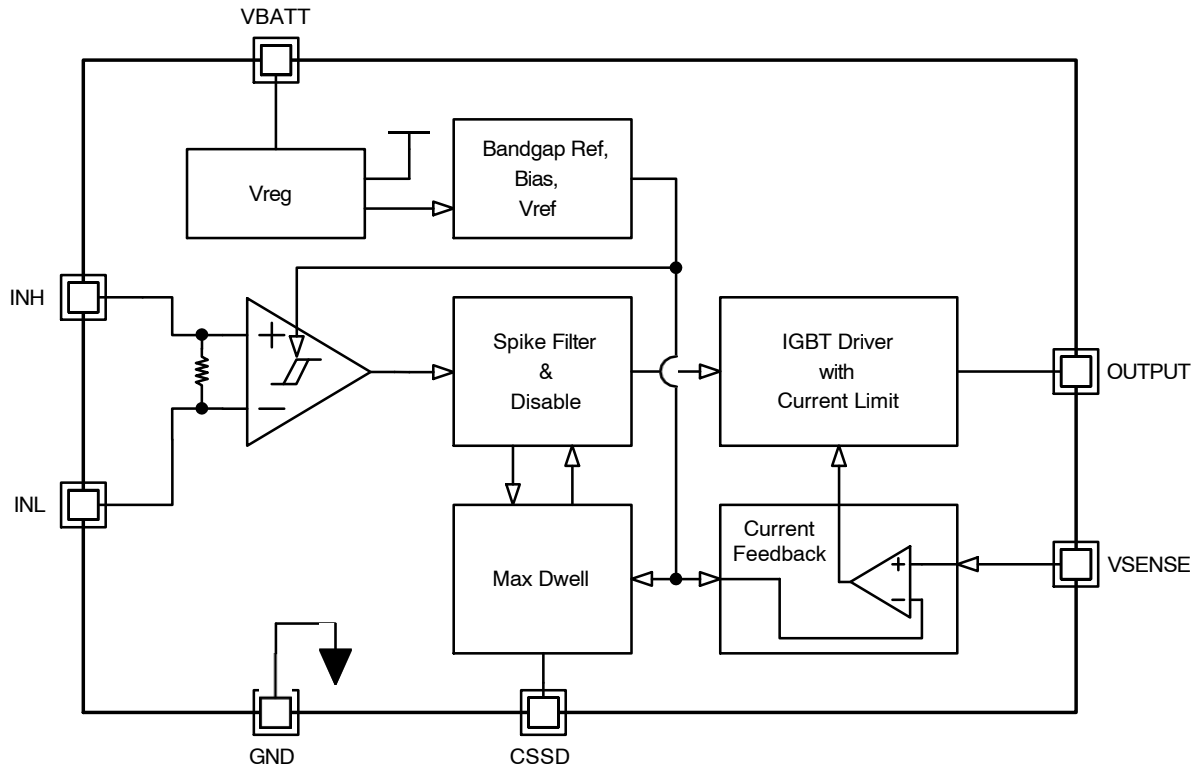 VBATT
Vreg
Bandgap Ref,
Bias,
Vref
INH
+
−
Spike Filter
&
Disable
IGBT Driver
with
Current Limit
OUTPUT
INL
Max Dwell
Current
Feedback
+
−
VSENSE
GND
CSSD